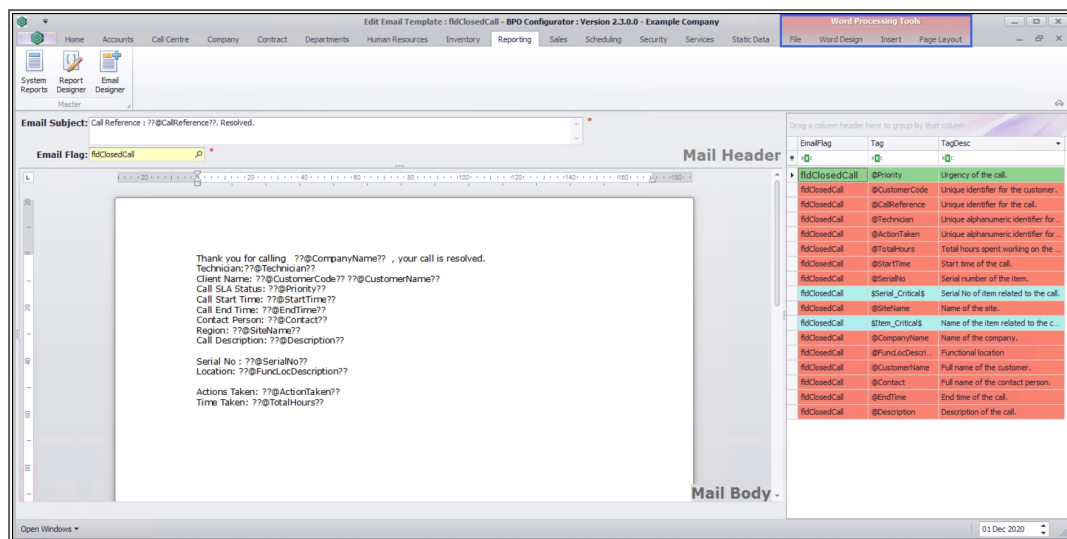 Edit Email Template : fldClosedCall - BPO Configurator : Version 2.3.0.0 - Example Company
Word Processing Tools
Home Accounts Call Centre Company Contract Departments Human Resources Inventory Reporting Sales Scheduling Security Services Static Data File Word Design Insert Page Layout
System Reports
Report Designer
Email Designer
Master
Email Subject: Call Reference : ??@CallReference??. Resolved. *
Email Flag: fldClosedCall *
Mail Header
Thank you for calling ??@CompanyName?? , your call is resolved.
Technician:??@Technician??
Client Name: ??@CustomerCode?? ??@CustomerName??
Call SLA Status: ??@Priority??
Call Start Time: ??@StartTime??
Call End Time: ??@EndTime??
Contact Person: ??@Contact??
Region: ??@SiteName??
Call Description: ??@Description??
Serial No : ??@SerialNo??
Location: ??@FuncLocDescription??
Actions Taken: ??@ActionTaken??
Time Taken: ??@TotalHours??
Mail Body
Drag a column header here to group by that column
EmailFlag Tag TagDesc
fldClosedCall @Priority Urgency of the call.
fldClosedCall @CustomerCode Unique identifier for the customer.
fldClosedCall @CallReference Unique identifier for the call.
fldClosedCall @Technician Unique alphanumeric identifier for...
fldClosedCall @ActionTaken Unique alphanumeric identifier for...
fldClosedCall @TotalHours Total hours spent working on the ...
fldClosedCall @StartTime Start time of the call.
fldClosedCall @SerialNo Serial number of the item.
fldClosedCall $Serial_Critical$ Serial No of item related to the call.
fldClosedCall @SiteName Name of the site.
fldClosedCall $Item_Critical$ Name of the item related to the c...
fldClosedCall @CompanyName Name of the company.
fldClosedCall @FuncLocDescri... Functional location
fldClosedCall @CustomerName Full name of the customer.
fldClosedCall @Contact Full name of the contact person.
fldClosedCall @EndTime End time of the call.
fldClosedCall @Description Description of the call.
Open Windows
01 Dec 2020